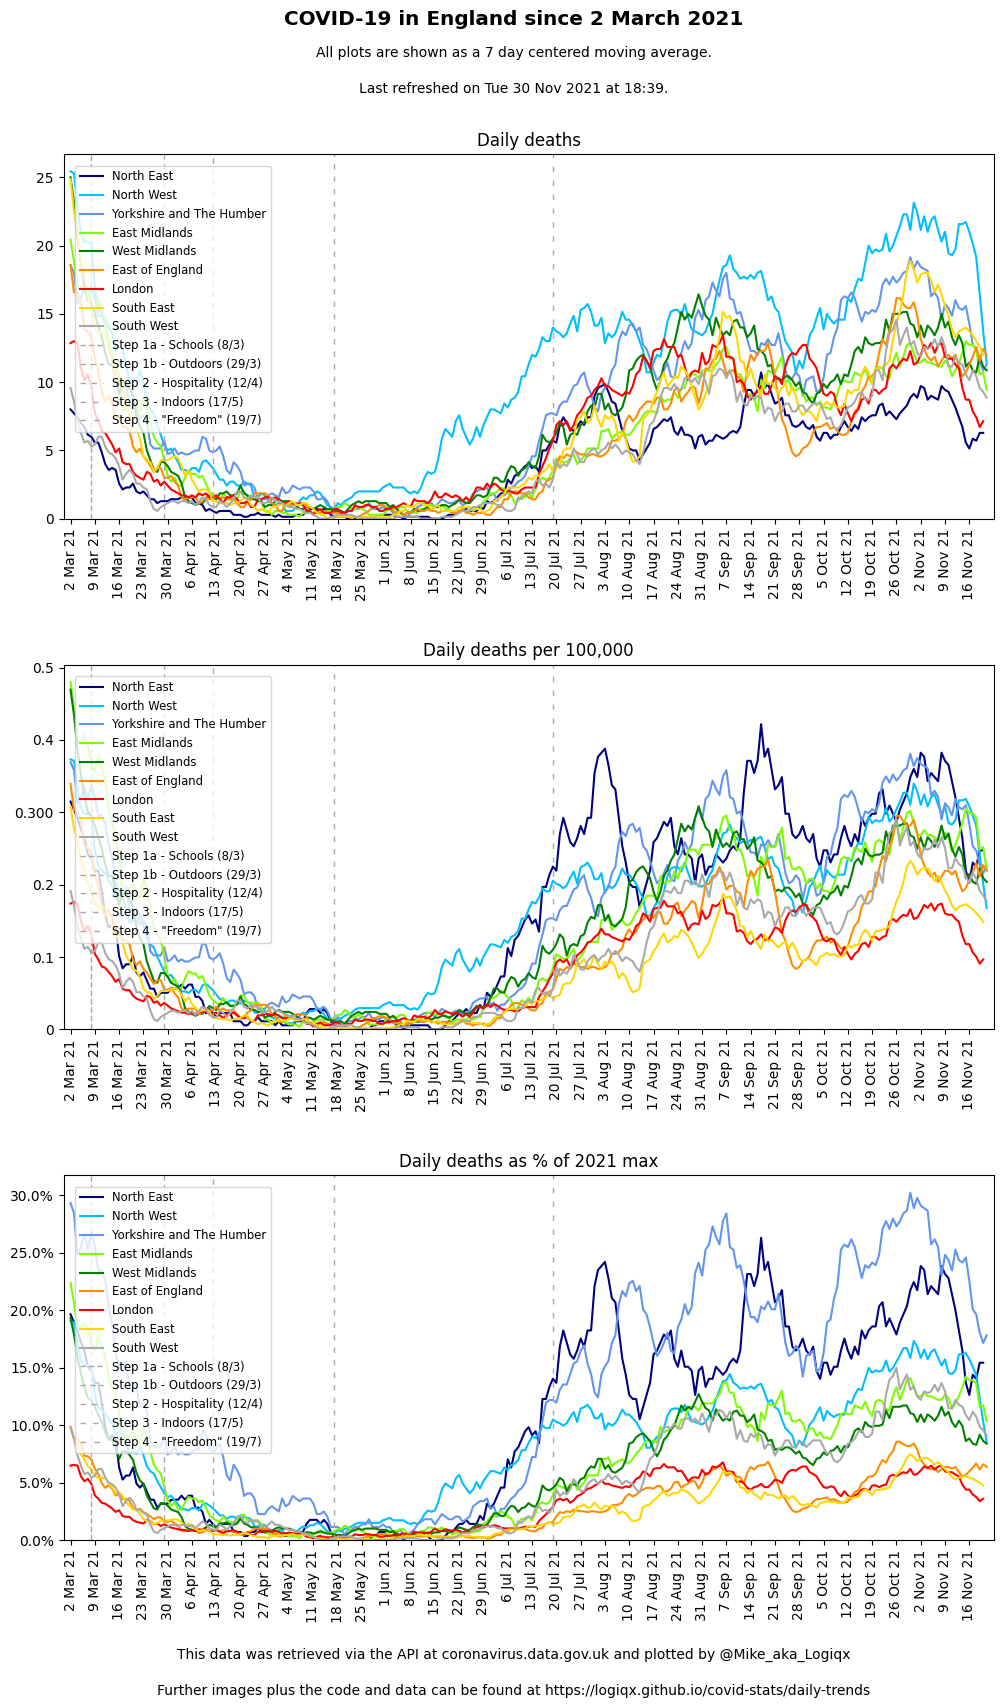 COVID-19 in England since 2 March 2021
All plots are shown as a 7 day centered moving average.
Last refreshed on Tue 30 Nov 2021 at 18:39.
Daily deaths
25
20
15
10
5
0
North East
North West
Yorkshire and The Humber
East Midlands
West Midlands
East of England
London
South East
South West
Step 1a - Schools (8/3)
Step 1b - Outdoors (29/3)
Step 2 - Hospitality (12/4)
Step 3 - Indoors (17/5)
Step 4 - "Freedom" (19/7)
2 Mar 21
9 Mar 21
16 Mar 21
23 Mar 21
30 Mar 21
6 Apr 21
13 Apr 21
20 Apr 21
27 Apr 21
4 May 21
11 May 21
18 May 21
25 May 21
1 Jun 21
8 Jun 21
15 Jun 21
22 Jun 21
29 Jun 21
6 Jul 21
13 Jul 21
20 Jul 21
27 Jul 21
3 Aug 21
10 Aug 21
17 Aug 21
24 Aug 21
31 Aug 21
7 Sep 21
14 Sep 21
21 Sep 21
28 Sep 21
5 Oct 21
12 Oct 21
19 Oct 21
26 Oct 21
2 Nov 21
9 Nov 21
16 Nov 21
Daily deaths per 100,000
0.5
0.4
0.300
0.2
0.1
0
North East
North West
Yorkshire and The Humber
East Midlands
West Midlands
East of England
London
South East
South West
Step 1a - Schools (8/3)
Step 1b - Outdoors (29/3)
Step 2 - Hospitality (12/4)
Step 3 - Indoors (17/5)
Step 4 - "Freedom" (19/7)
2 Mar 21
9 Mar 21
16 Mar 21
23 Mar 21
30 Mar 21
6 Apr 21
13 Apr 21
20 Apr 21
27 Apr 21
4 May 21
11 May 21
18 May 21
25 May 21
1 Jun 21
8 Jun 21
15 Jun 21
22 Jun 21
29 Jun 21
6 Jul 21
13 Jul 21
20 Jul 21
27 Jul 21
3 Aug 21
10 Aug 21
17 Aug 21
24 Aug 21
31 Aug 21
7 Sep 21
14 Sep 21
21 Sep 21
28 Sep 21
5 Oct 21
12 Oct 21
19 Oct 21
26 Oct 21
2 Nov 21
9 Nov 21
16 Nov 21
Daily deaths as % of 2021 max
30.0%
25.0%
20.0%
15.0%
10.0%
5.0%
0.0%
North East
North West
Yorkshire and The Humber
East Midlands
West Midlands
East of England
London
South East
South West
Step 1a - Schools (8/3)
Step 1b - Outdoors (29/3)
Step 2 - Hospitality (12/4)
Step 3 - Indoors (17/5)
Step 4 - "Freedom" (19/7)
2 Mar 21
9 Mar 21
16 Mar 21
23 Mar 21
30 Mar 21
6 Apr 21
13 Apr 21
20 Apr 21
27 Apr 21
4 May 21
11 May 21
18 May 21
25 May 21
1 Jun 21
8 Jun 21
15 Jun 21
22 Jun 21
29 Jun 21
6 Jul 21
13 Jul 21
20 Jul 21
27 Jul 21
3 Aug 21
10 Aug 21
17 Aug 21
24 Aug 21
31 Aug 21
7 Sep 21
14 Sep 21
21 Sep 21
28 Sep 21
5 Oct 21
12 Oct 21
19 Oct 21
26 Oct 21
2 Nov 21
9 Nov 21
16 Nov 21
This data was retrieved via the API at coronavirus.data.gov.uk and plotted by @Mike_aka_Logiqx
Further images plus the code and data can be found at https://logiqx.github.io/covid-stats/daily-trends